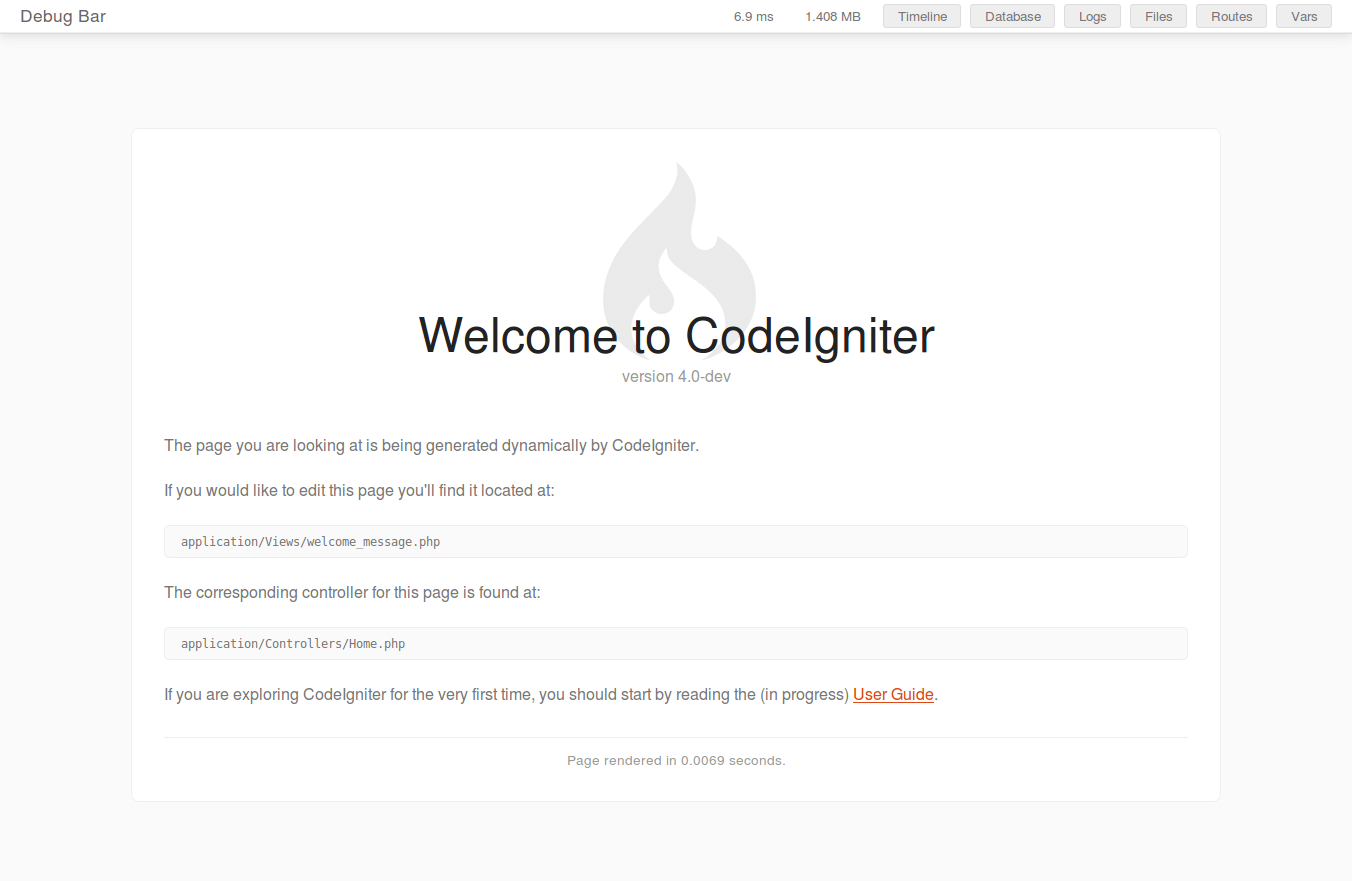 Debug Bar 6.9 ms 1.408 MB Timeline Database Logs Files Routes Vars
Welcome to CodeIgniter
version 4.0-dev
The page you are looking at is being generated dynamically by CodeIgniter.
If you would like to edit this page you'll find it located at:
application/Views/welcome_message.php
The corresponding controller for this page is found at:
application/Controllers/Home.php
If you are exploring CodeIgniter for the very first time, you should start by reading the (in progress) User Guide.
Page rendered in 0.0069 seconds.